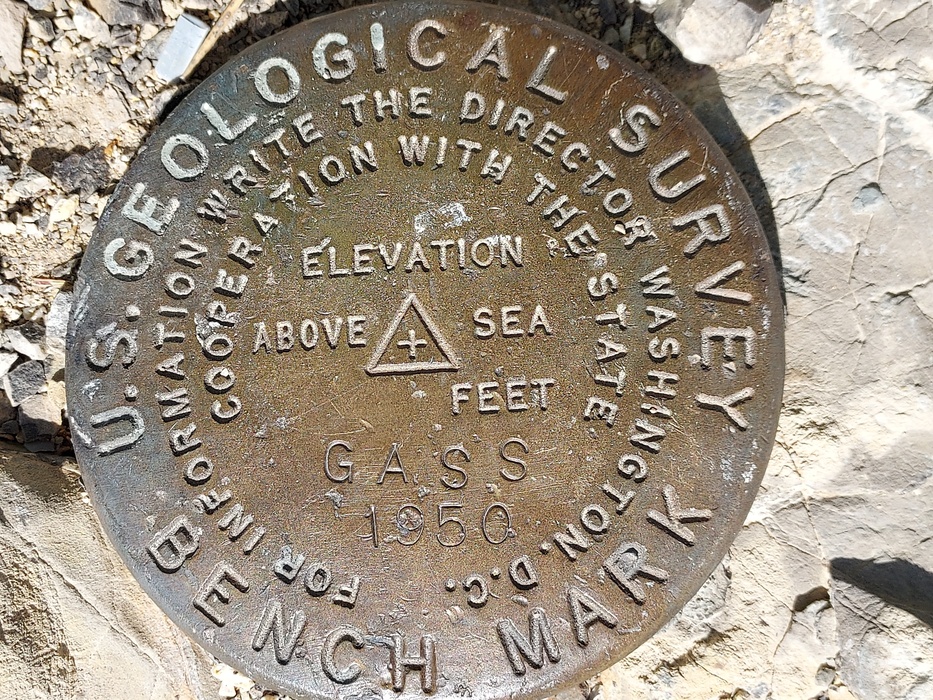 U.S. GEOLOGICAL SURVEY
BENCH MARK
FOR INFORMATION WRITE THE DIRECTOR WASHINGTON, D.C.
COOPERATION WITH THE STATE
ELEVATION
ABOVE SEA
FEET
GASS
1950